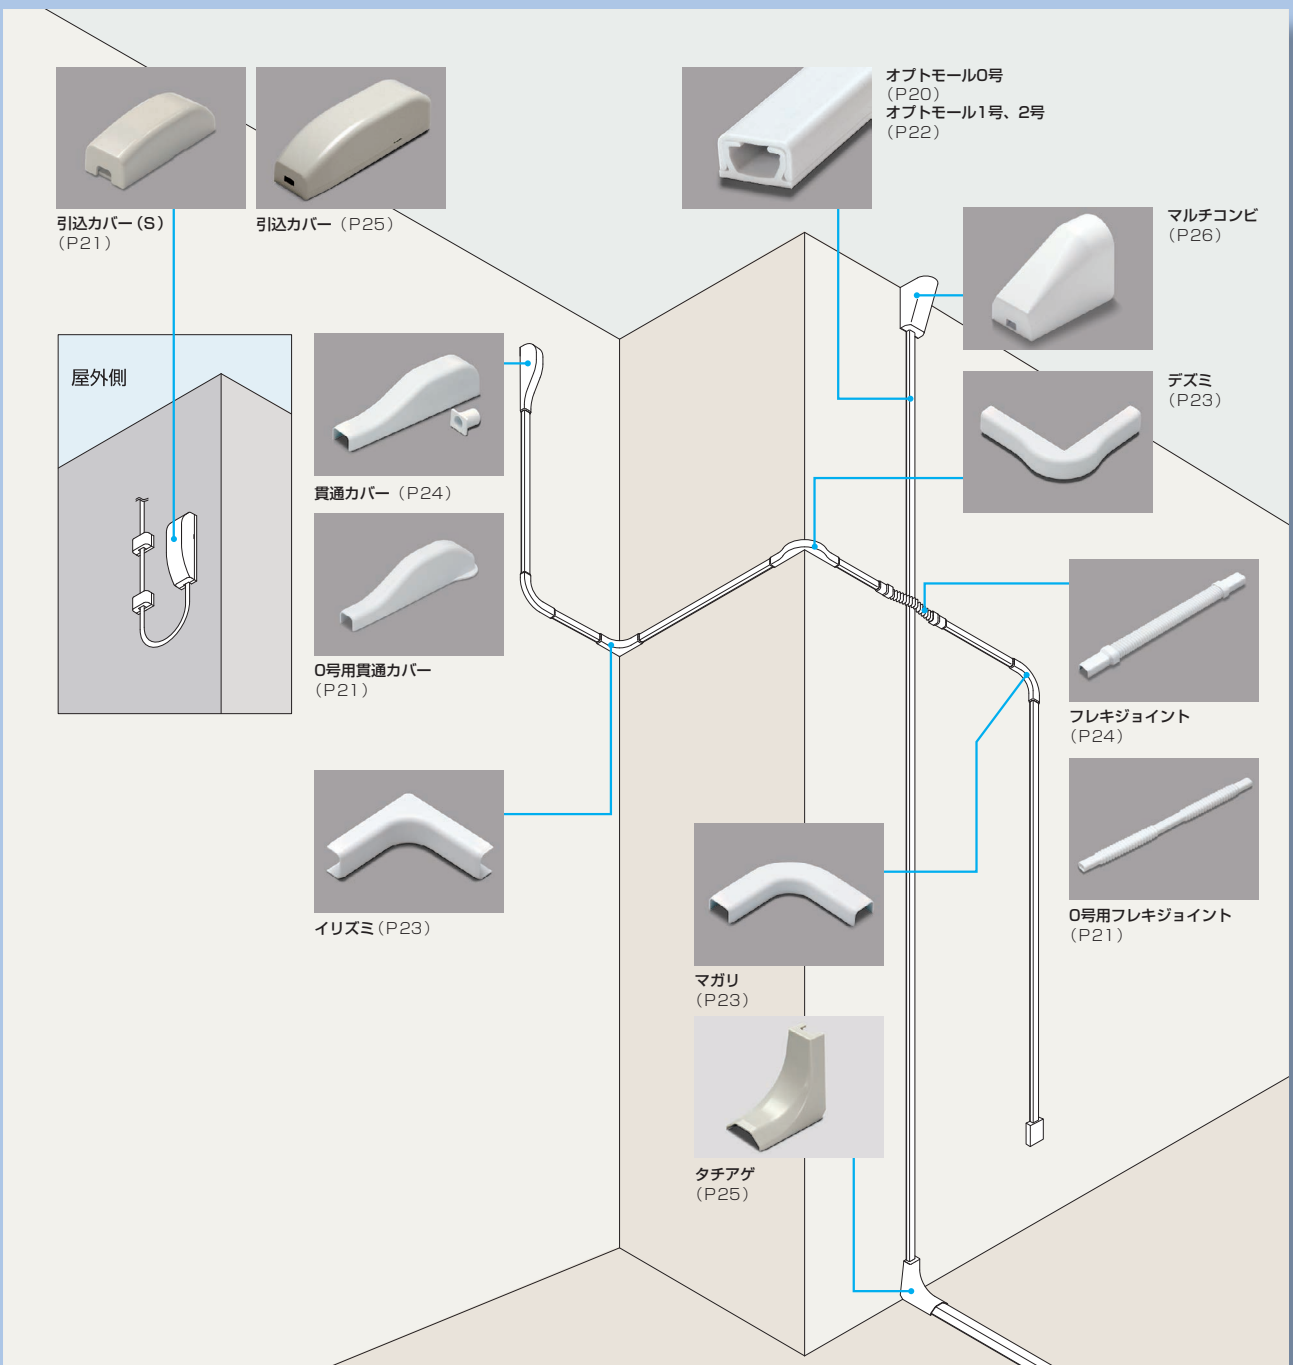 オプトモール0号
（P20）
オプトモール1号、2号
（P22）
引込カバー（S）
（P21）
引込カバー（P25）
マルチコンビ
（P26）
屋外側
デズミ
（P23）
貫通カバー（P24）
0号用貫通カバー
（P21）
フレキジョイント
（P24）
0号用フレキジョイント
（P21）
イリズミ（P23）
マガリ
（P23）
タチアゲ
（P25）